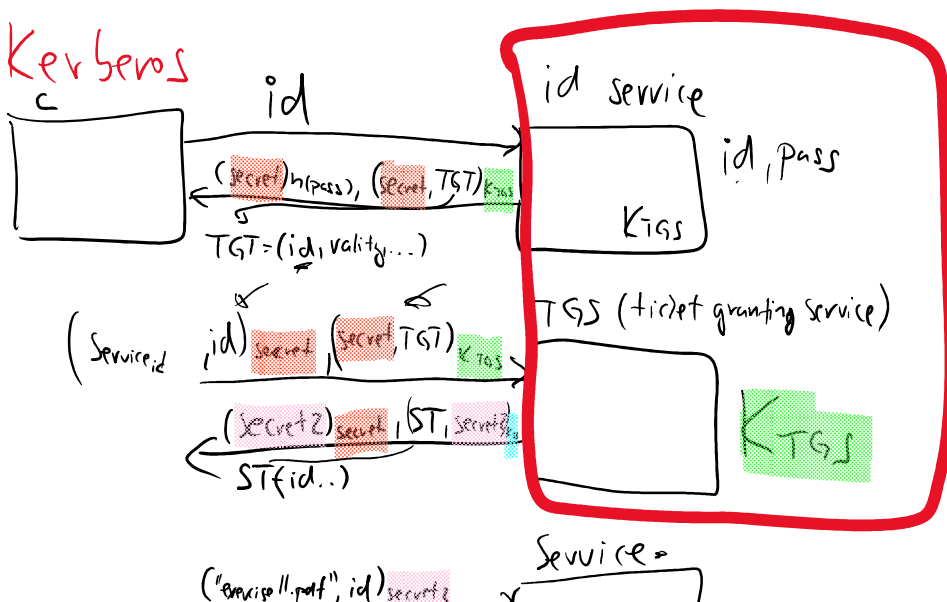 Kerberos
C
id
id service
id, pass
(secret)h(pass), (secret, TGT)KTGS
KTGS
TGT=(id, vality,...)
TGS (ticket granting service)
(Serviceid, id)secret, (secret, TGT)KTGS
(secret2)secret, (ST, secret2)
KTGS
ST(id..)
Service
("exercise11.pdf", id)secret2